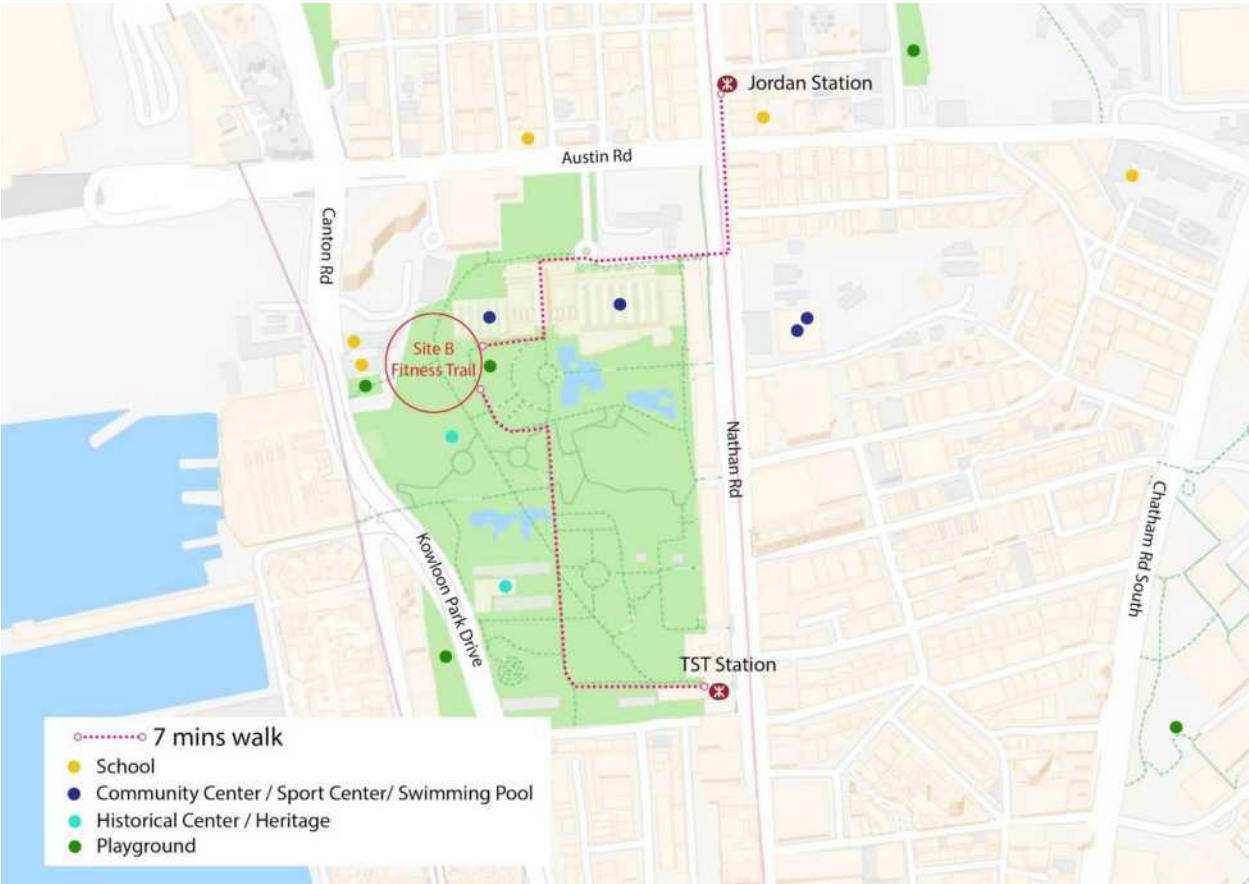 Jordan Station
Austin Rd
Canton Rd
Site B
Fitness Trail
Nathan Rd
Chatham Rd South
Kowloon Park Drive
TST Station
7 mins walk
School
Community Center / Sport Center/ Swimming Pool
Historical Center / Heritage
Playground